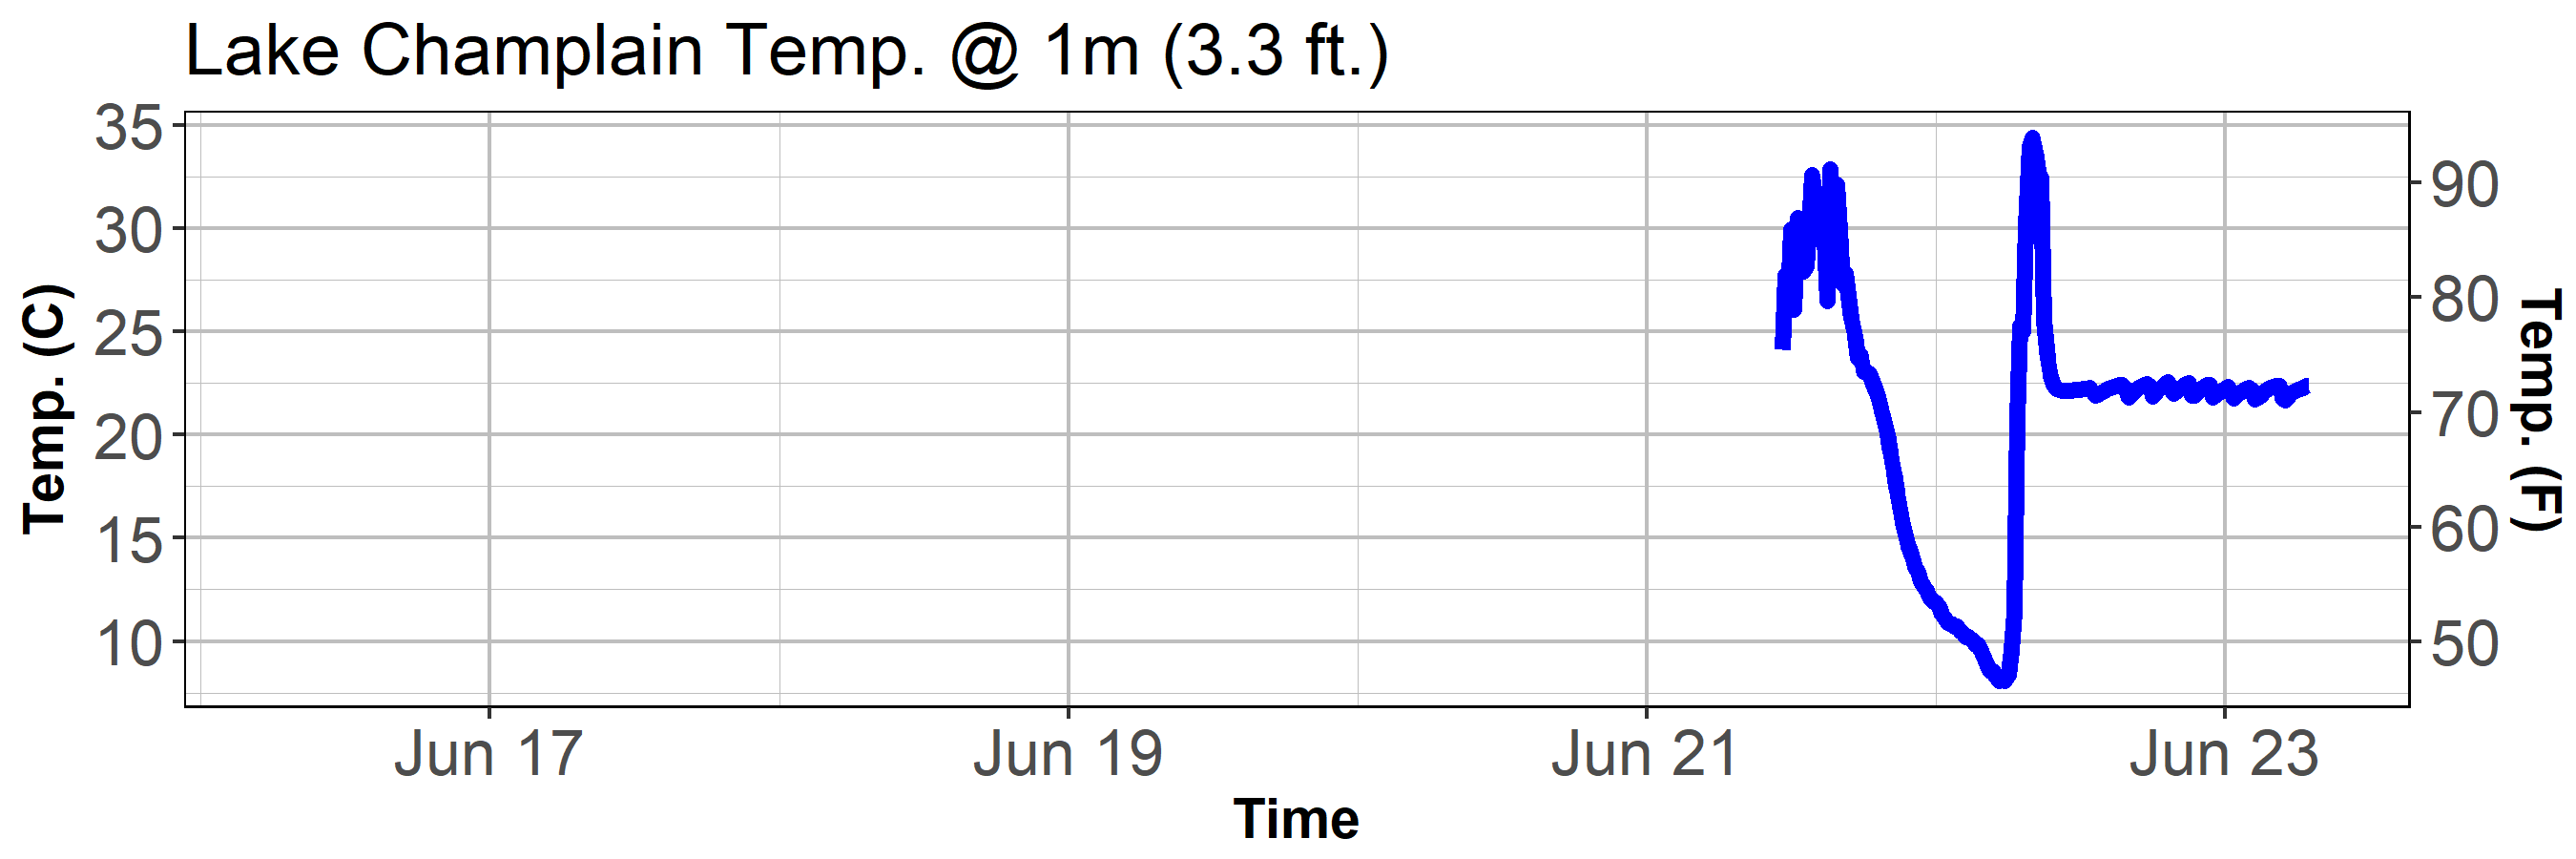 Lake Champlain Temp. @ 1m (3.3 ft.)
35
30
25
20
15
10
Temp. (C)
90
80
70
60
50
Temp. (F)
Jun 17
Jun 19
Jun 21
Jun 23
Time